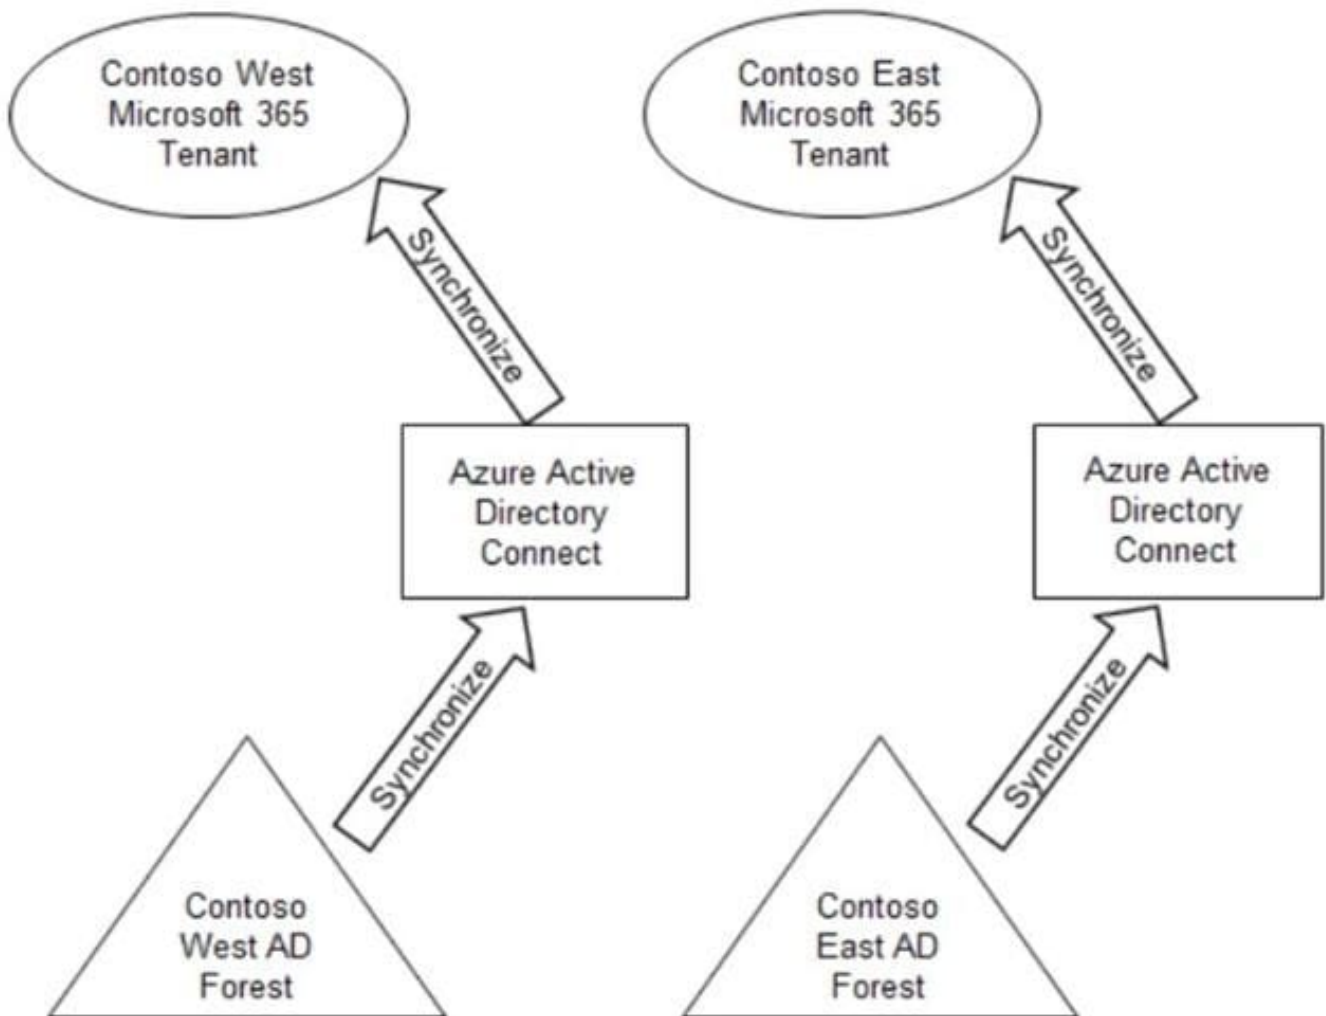 Contoso West
Microsoft 365
Tenant
Contoso East
Microsoft 365
Tenant
Synchronize
Synchronize
Azure Active
Directory
Connect
Azure Active
Directory
Connect
Synchronize
Synchronize
Contoso
West AD
Forest
Contoso
East AD
Forest